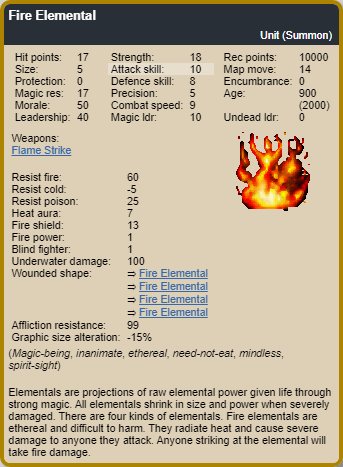 Fire Elemental
Unit (Summon)
Hit points: 17 Strength: 18 Rec points: 10000
Size: 5 Attack skill: 10 Map move: 14
Protection: 0 Defence skill: 8 Encumbrance: 0
Magic res: 17 Precision: 5 Age: 900
Morale: 50 Combat speed: 9 (2000)
Leadership: 40 Magic ldr: 10 Undead ldr: 0
Weapons:
Flame Strike
Resist fire: 60
Resist cold: -5
Resist poison: 25
Heat aura: 7
Fire shield: 13
Fire power: 1
Blind fighter: 1
Underwater damage: 100
Wounded shape: ⇒ Fire Elemental
⇒ Fire Elemental
⇒ Fire Elemental
⇒ Fire Elemental
Affliction resistance: 99
Graphic size alteration: -15%
(Magic-being, inanimate, ethereal, need-not-eat, mindless,
spirit-sight)
Elementals are projections of raw elemental power given life through
strong magic. All elementals shrink in size and power when severely
damaged. There are four kinds of elementals. Fire elementals are
ethereal and difficult to harm. They radiate heat and cause severe
damage to anyone they attack. Anyone striking at the elemental will
take fire damage.